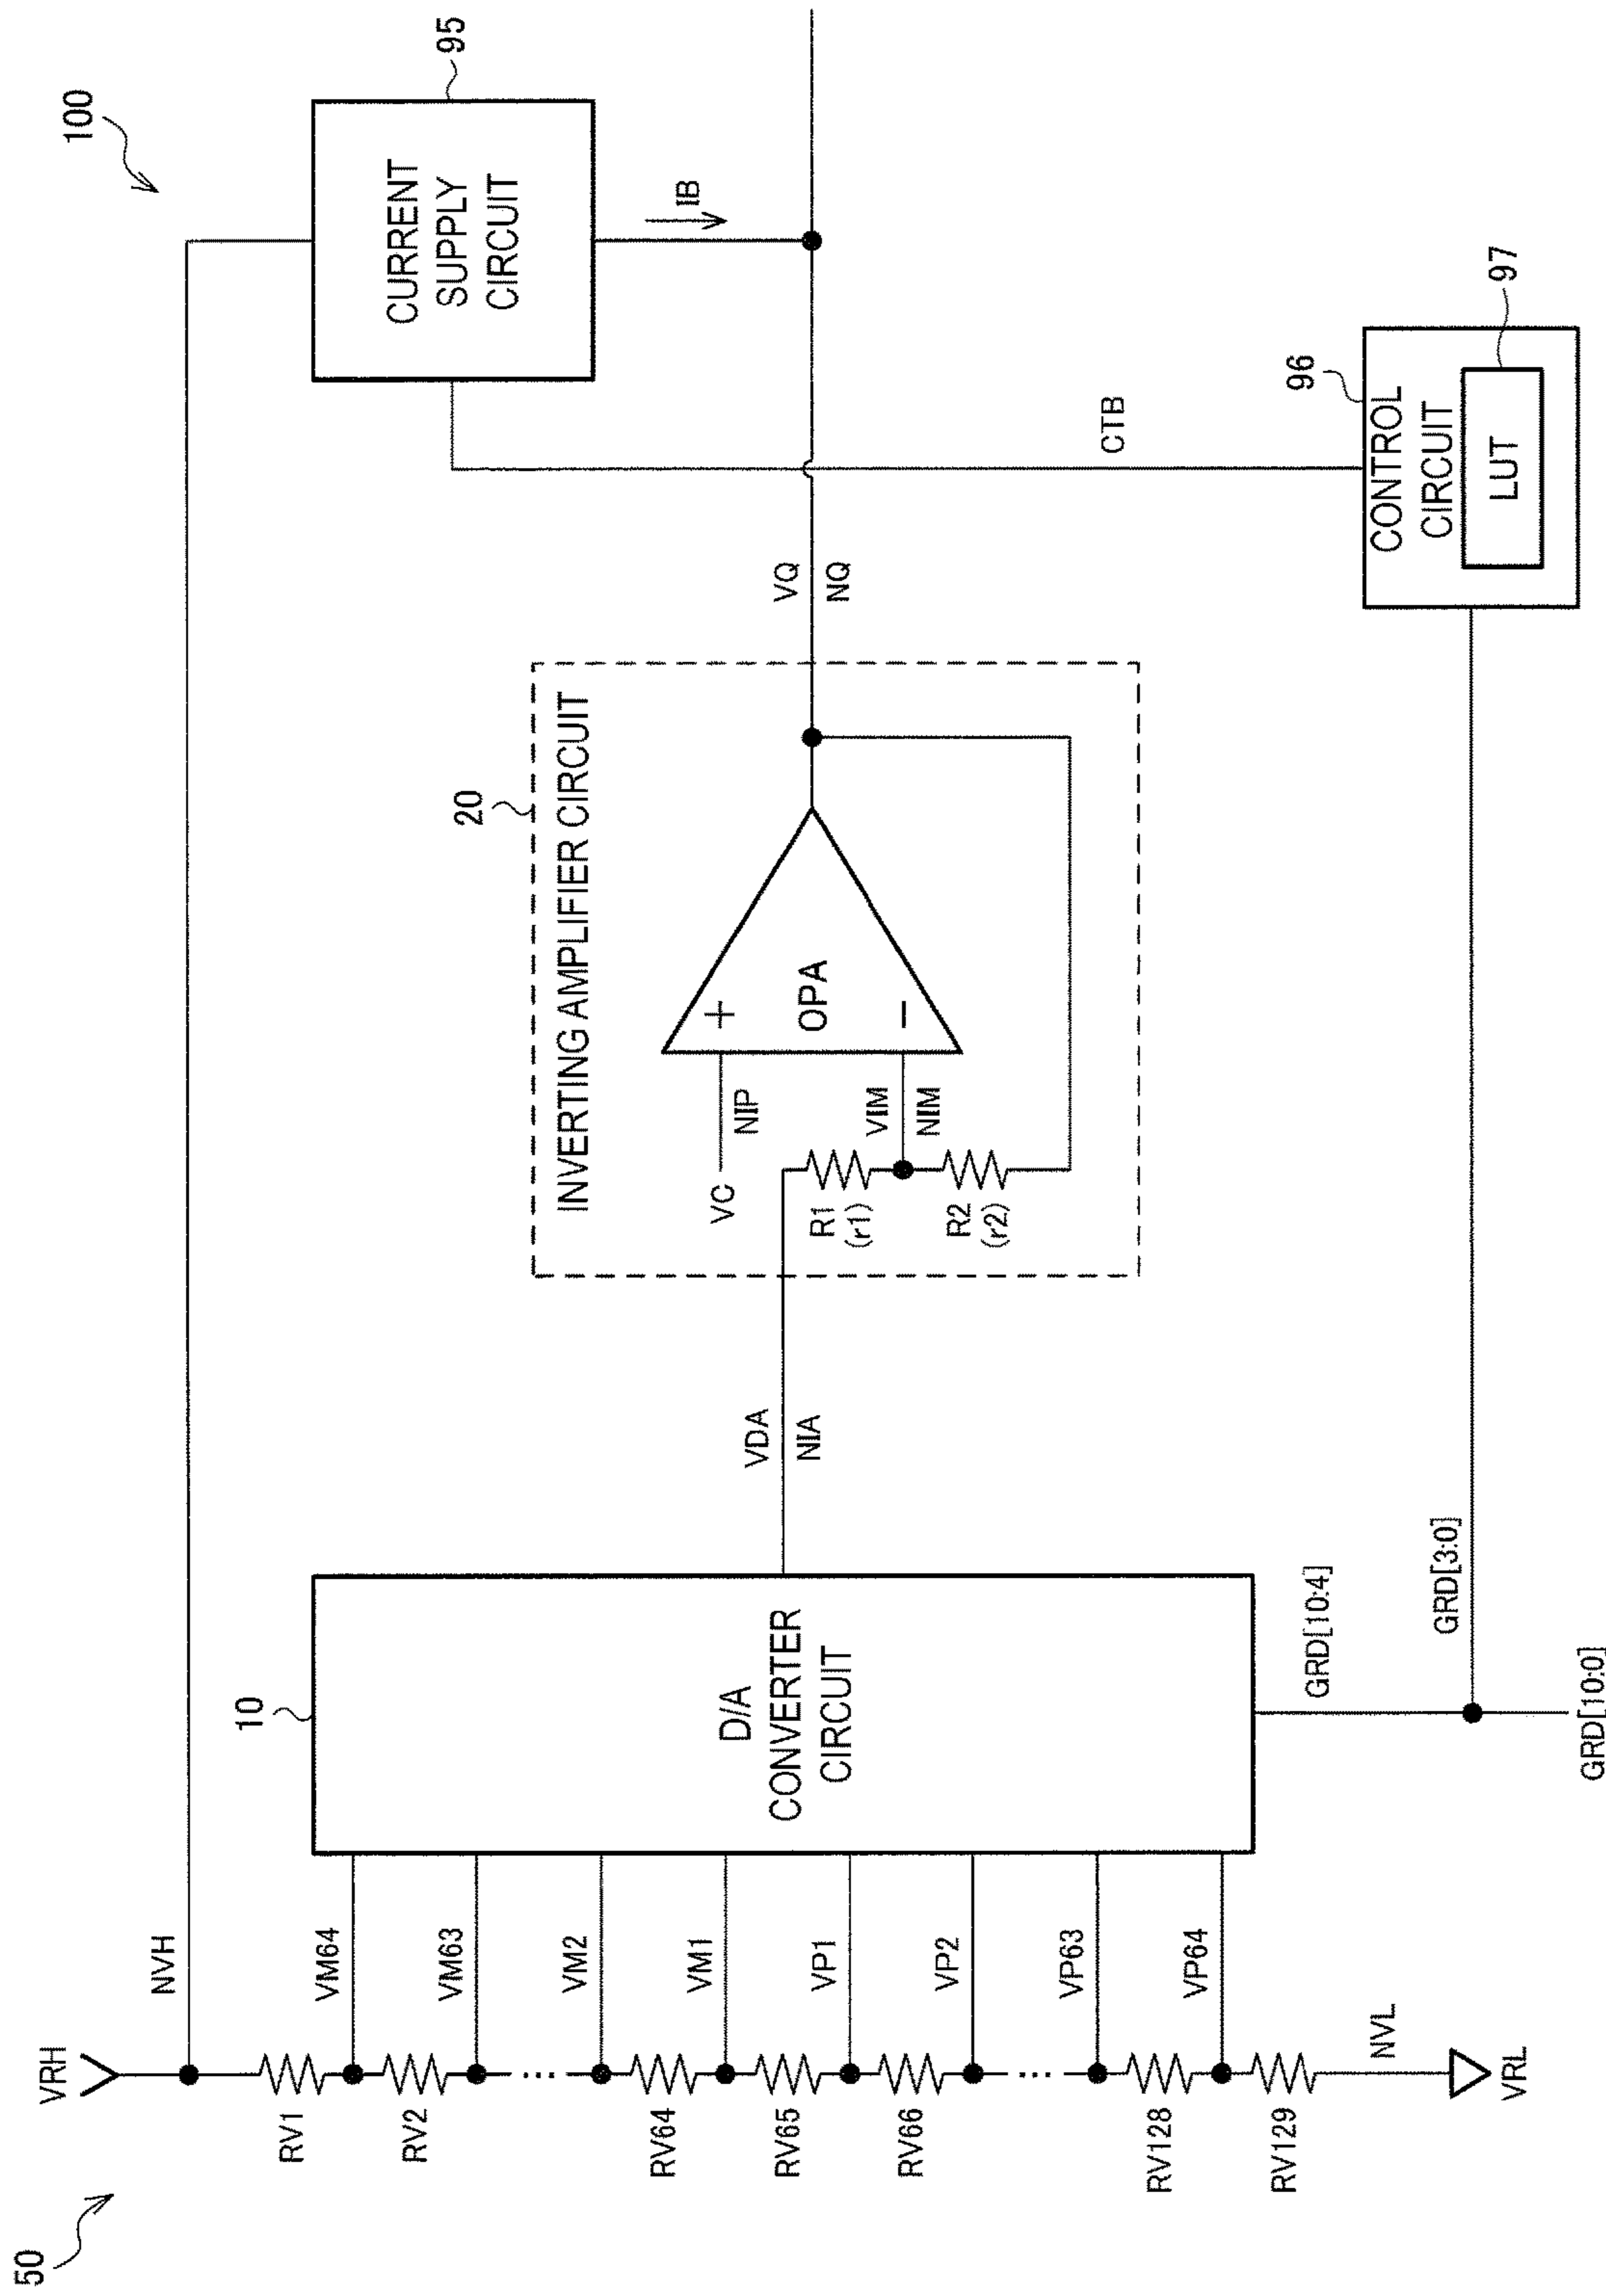 50
100
VRH
NVH
RV1
VM64
RV2
VM63
...
VM2
RV64
VM1
RV65
VP1
RV66
VP2
...
VP63
RV128
VP64
RV129
NVL
VRL
10
D/A
CONVERTER
CIRCUIT
GRD[10:4]
GRD[3:0]
GRD[10:0]
VDA
NIA
20
INVERTING AMPLIFIER CIRCUIT
VC
NIP
R1
(r1)
VIM
NIM
R2
(r2)
+
OPA
−
VQ
NQ
95
CURRENT
SUPPLY
CIRCUIT
IB
CTB
96
CONTROL
CIRCUIT
97
LUT